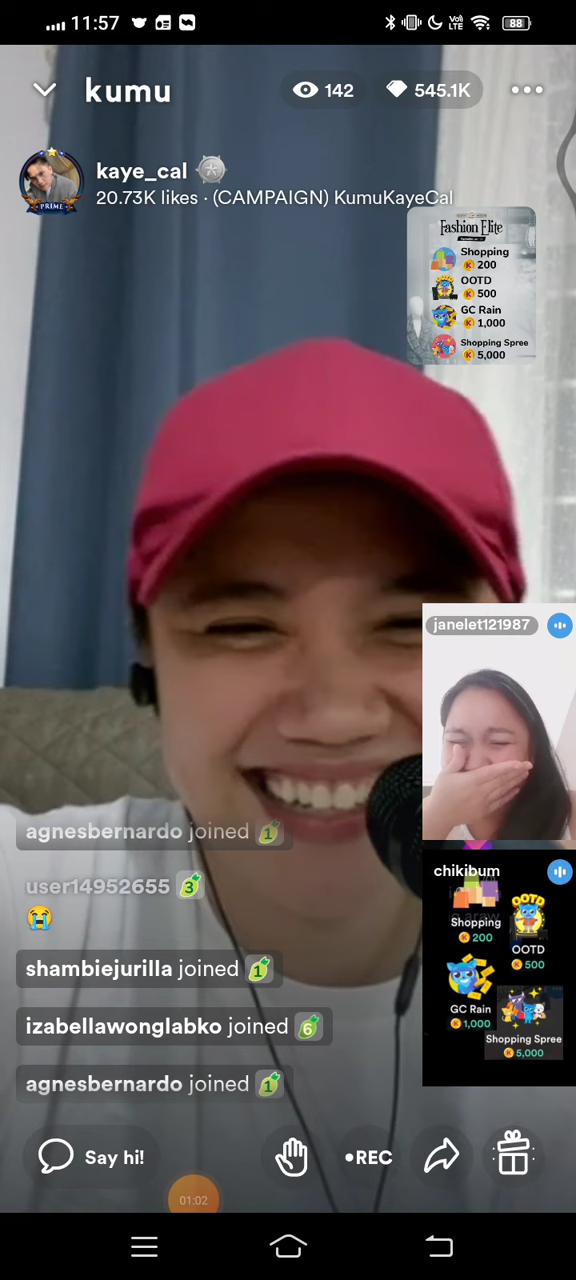 11:57
Vo)
LTE
88
kumu
142
545.1K
kaye_cal
PRIME
20.73K likes · (CAMPAIGN) KumuKayeCal
Fashion Elite
Shopping
K 200
OOTD
K 500
GC Rain
K 1,000
Shopping Spree
K 5,000
janelet121987
agnesbernardo joined 1
user14952655 3
shambiejurilla joined 1
izabellawonglabko joined 6
agnesbernardo joined 1
chikibum
Shopping
K 200
OOTD
OOTD
K 500
GC Rain
K 1,000
Shopping Spree
K 5,000
Say hi!
•REC
01:02